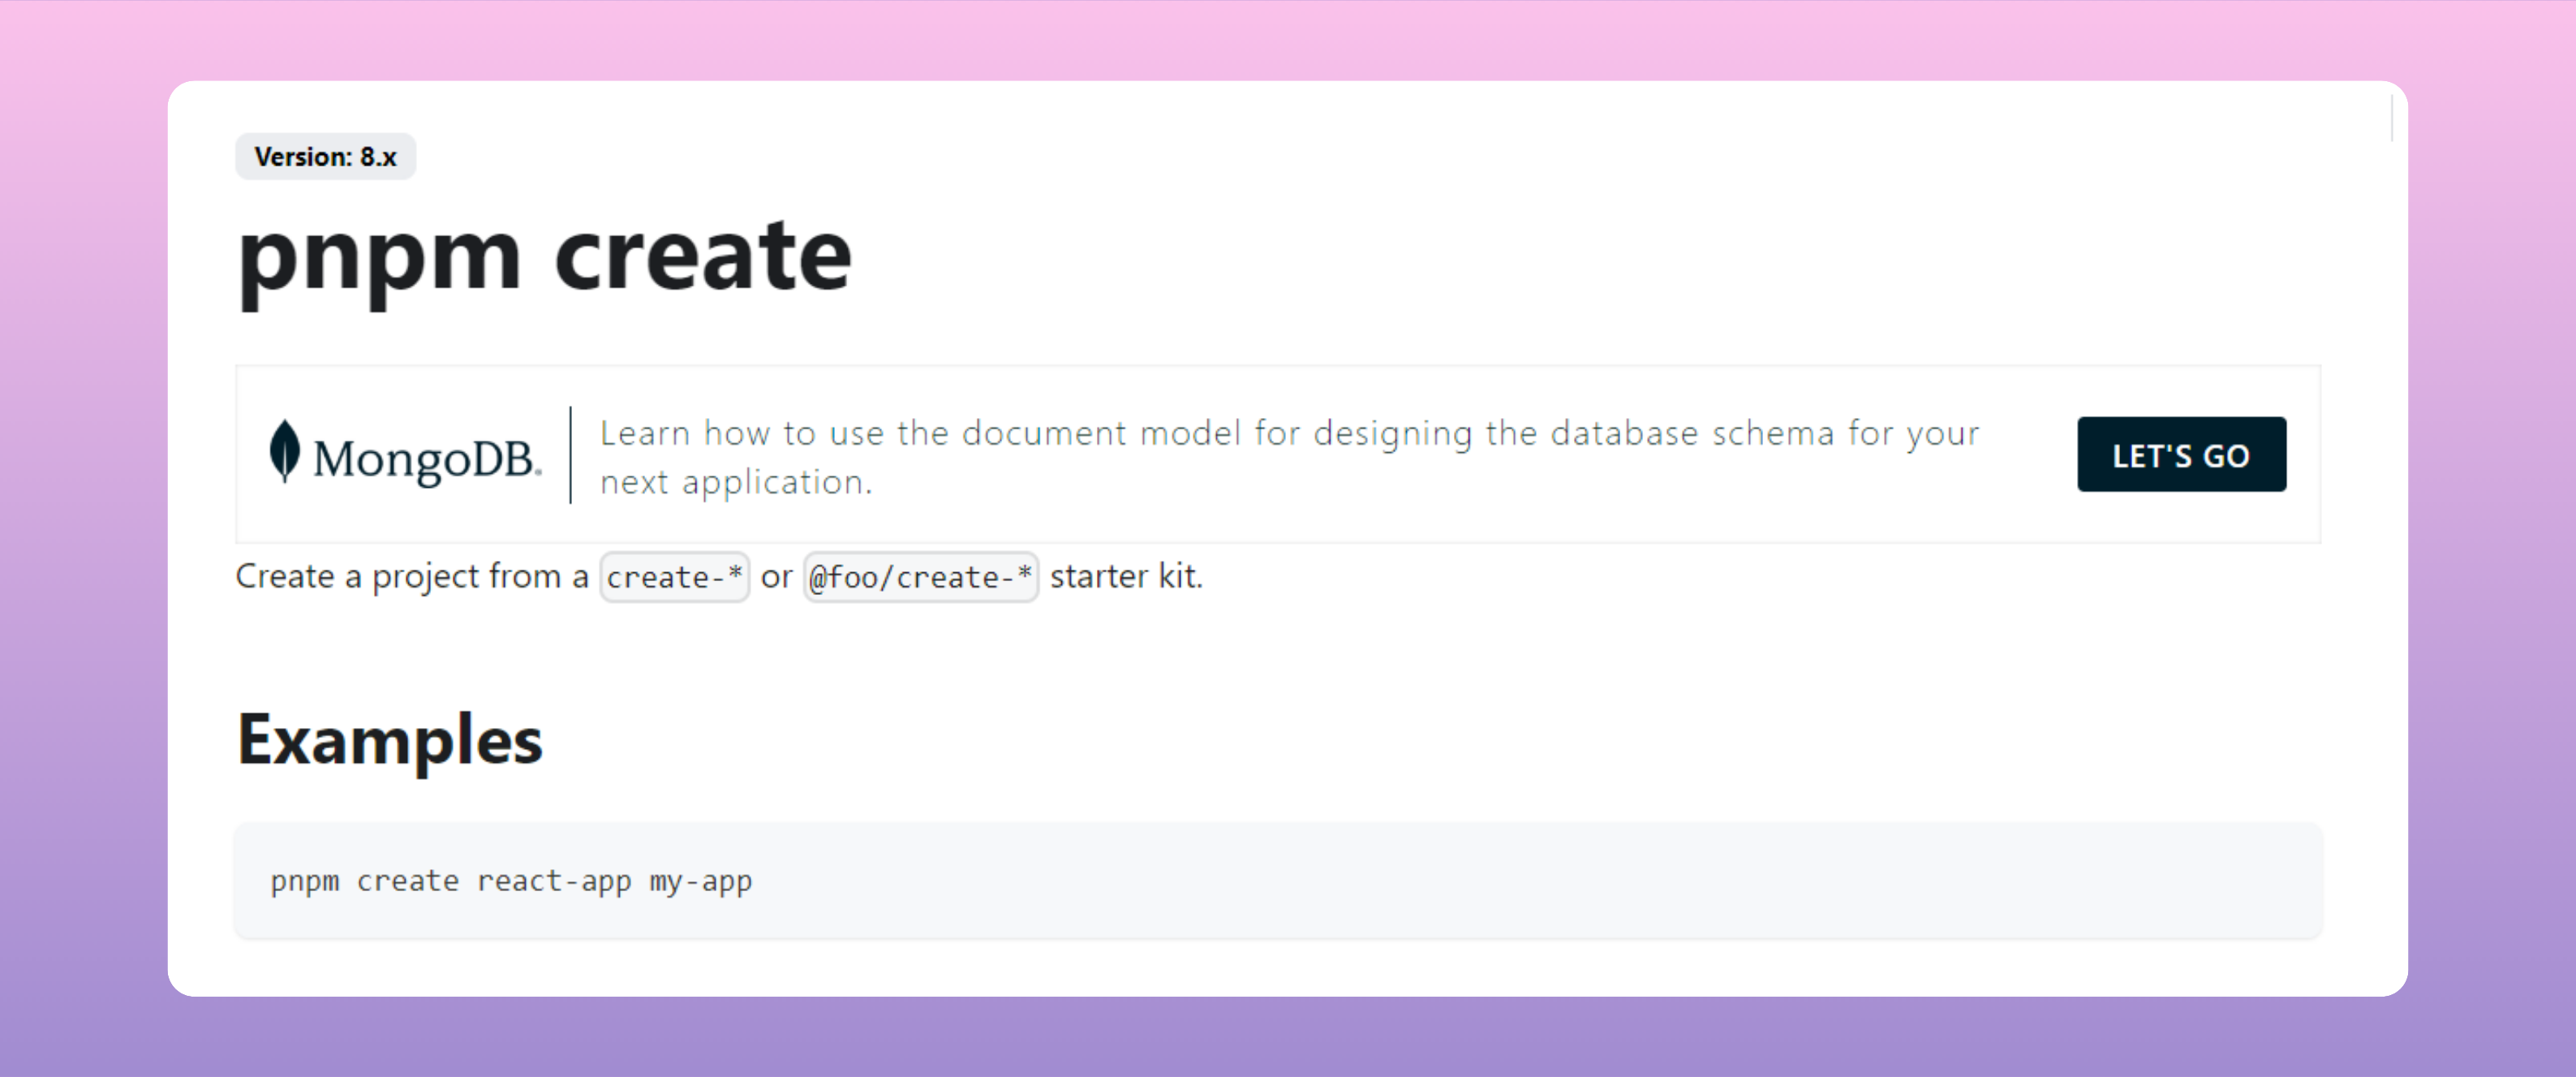 Version: 8.x
pnpm create
MongoDB.
Learn how to use the document model for designing the database schema for your
next application.
LET'S GO
Create a project from a create-* or @foo/create-* starter kit.
Examples
pnpm create react-app my-app